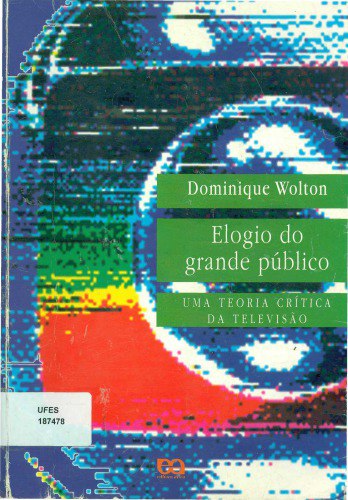 Dominique Wolton
Elogio do
grande público
UMA TEORIA CRÍTICA
DA TELEVISÃO
UFES
187478